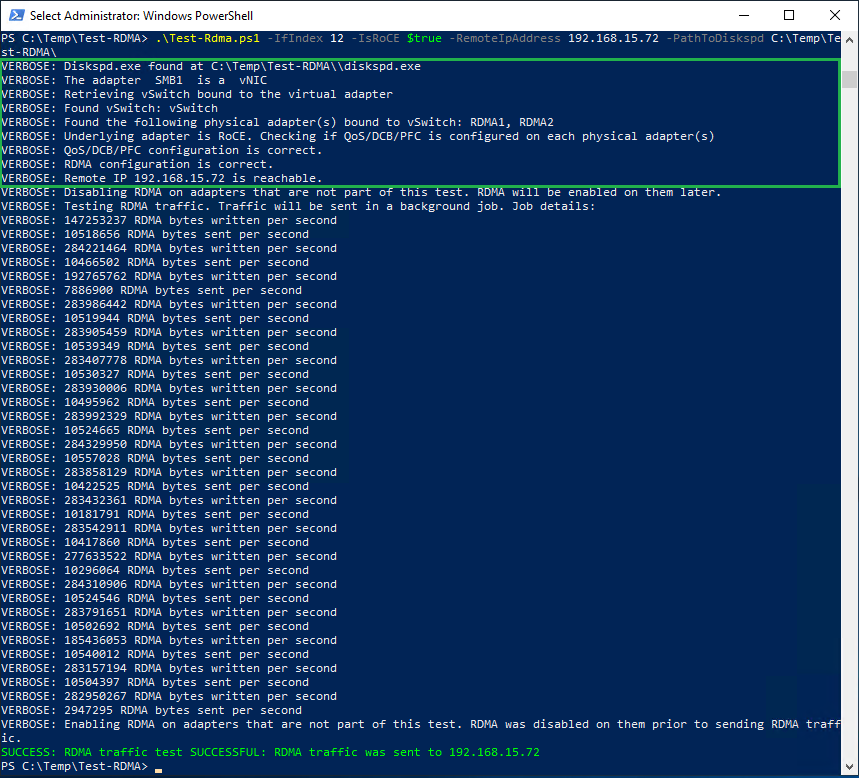 Select Administrator: Windows PowerShell
PS C:\Temp\Test-RDMA> .\Test-Rdma.ps1 -IfIndex 12 -IsRoCE $true -RemoteIpAddress 192.168.15.72 -PathToDiskspd C:\Temp\Te
st-RDMA\
VERBOSE: Diskspd.exe found at C:\Temp\Test-RDMA\\diskspd.exe
VERBOSE: The adapter  SMB1  is a  vNIC
VERBOSE: Retrieving vSwitch bound to the virtual adapter
VERBOSE: Found vSwitch: vSwitch
VERBOSE: Found the following physical adapter(s) bound to vSwitch: RDMA1, RDMA2
VERBOSE: Underlying adapter is RoCE. Checking if QoS/DCB/PFC is configured on each physical adapter(s)
VERBOSE: QoS/DCB/PFC configuration is correct.
VERBOSE: RDMA configuration is correct.
VERBOSE: Remote IP 192.168.15.72 is reachable.
VERBOSE: Disabling RDMA on adapters that are not part of this test. RDMA will be enabled on them later.
VERBOSE: Testing RDMA traffic. Traffic will be sent in a background job. Job details:
VERBOSE: 147253237 RDMA bytes written per second
VERBOSE: 10518656 RDMA bytes sent per second
VERBOSE: 284221464 RDMA bytes written per second
VERBOSE: 10466502 RDMA bytes sent per second
VERBOSE: 192765762 RDMA bytes written per second
VERBOSE: 7886900 RDMA bytes sent per second
VERBOSE: 283986442 RDMA bytes written per second
VERBOSE: 10519944 RDMA bytes sent per second
VERBOSE: 283905459 RDMA bytes written per second
VERBOSE: 10539349 RDMA bytes sent per second
VERBOSE: 283407778 RDMA bytes written per second
VERBOSE: 10530327 RDMA bytes sent per second
VERBOSE: 283930006 RDMA bytes written per second
VERBOSE: 10495962 RDMA bytes sent per second
VERBOSE: 283992329 RDMA bytes written per second
VERBOSE: 10524665 RDMA bytes sent per second
VERBOSE: 284329950 RDMA bytes written per second
VERBOSE: 10557028 RDMA bytes sent per second
VERBOSE: 283858129 RDMA bytes written per second
VERBOSE: 10422525 RDMA bytes sent per second
VERBOSE: 283432361 RDMA bytes written per second
VERBOSE: 10181791 RDMA bytes sent per second
VERBOSE: 283542911 RDMA bytes written per second
VERBOSE: 10417860 RDMA bytes sent per second
VERBOSE: 277633522 RDMA bytes written per second
VERBOSE: 10296064 RDMA bytes sent per second
VERBOSE: 284310906 RDMA bytes written per second
VERBOSE: 10524546 RDMA bytes sent per second
VERBOSE: 283791651 RDMA bytes written per second
VERBOSE: 10502692 RDMA bytes sent per second
VERBOSE: 185436053 RDMA bytes written per second
VERBOSE: 10540012 RDMA bytes sent per second
VERBOSE: 283157194 RDMA bytes written per second
VERBOSE: 10504397 RDMA bytes sent per second
VERBOSE: 282950267 RDMA bytes written per second
VERBOSE: 2947295 RDMA bytes sent per second
VERBOSE: Enabling RDMA on adapters that are not part of this test. RDMA was disabled on them prior to sending RDMA traff
ic.
SUCCESS: RDMA traffic test SUCCESSFUL: RDMA traffic was sent to 192.168.15.72
PS C:\Temp\Test-RDMA>